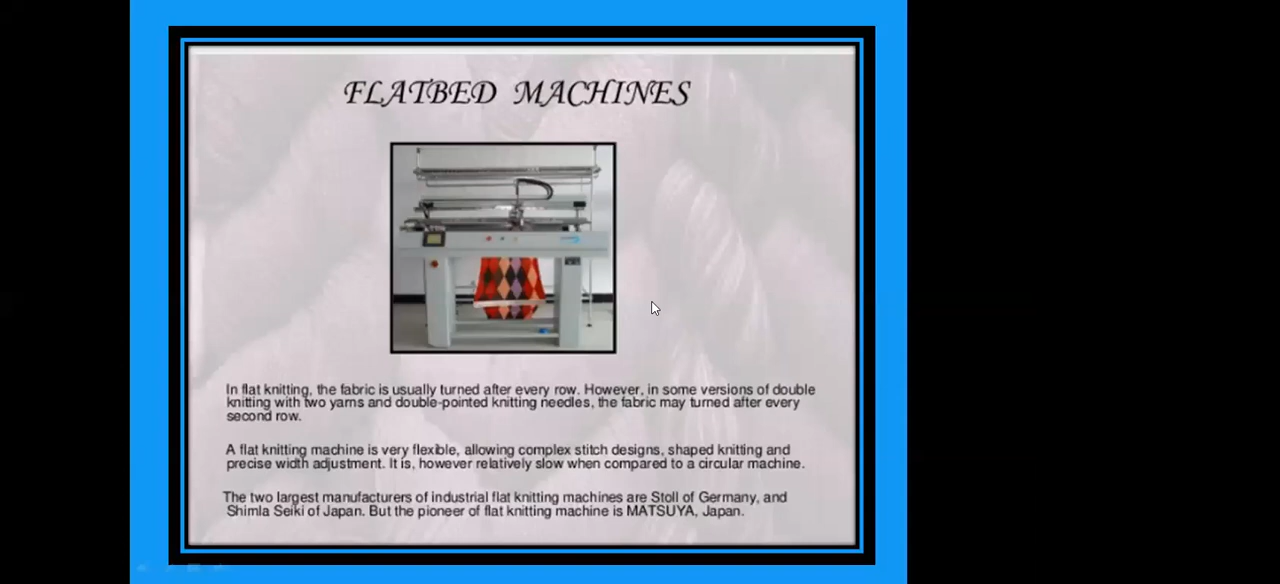 FLATBED MACHINES
In flat knitting, the fabric is usually turned after every row. However, in some versions of double
knitting with two yarns and double-pointed knitting needles, the fabric may turned after every
second row.
A flat knitting machine is very flexible, allowing complex stitch designs, shaped knitting and
precise width adjustment. It is, however relatively slow when compared to a circular machine.
The two largest manufacturers of industrial flat knitting machines are Stoll of Germany, and
Shimla Seiki of Japan. But the pioneer of flat knitting machine is MATSUYA, Japan.